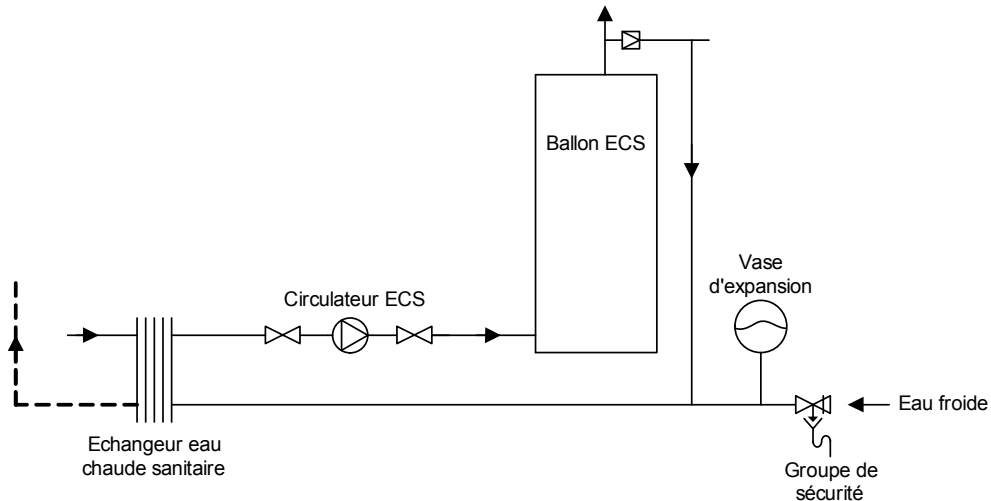 Ballon ECS
Vase
d'expansion
Circulateur ECS
Eau froide
Echangeur eau
chaude sanitaire
Groupe de
sécurité